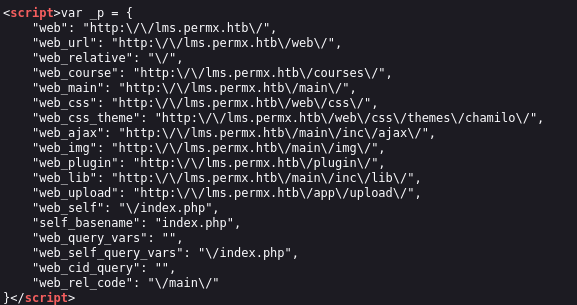 <script>var _p = {
    "web": "http:\/\/lms.permx.htb\/",
    "web_url": "http:\/\/lms.permx.htb\/web\/",
    "web_relative": "\/",
    "web_course": "http:\/\/lms.permx.htb\/courses\/",
    "web_main": "http:\/\/lms.permx.htb\/main\/",
    "web_css": "http:\/\/lms.permx.htb\/web\/css\/",
    "web_css_theme": "http:\/\/lms.permx.htb\/web\/css\/themes\/chamilo\/",
    "web_ajax": "http:\/\/lms.permx.htb\/main\/inc\/ajax\/",
    "web_img": "http:\/\/lms.permx.htb\/main\/img\/",
    "web_plugin": "http:\/\/lms.permx.htb\/plugin\/",
    "web_lib": "http:\/\/lms.permx.htb\/main\/inc\/lib\/",
    "web_upload": "http:\/\/lms.permx.htb\/app\/upload\/",
    "web_self": "\/index.php",
    "self_basename": "index.php",
    "web_query_vars": "",
    "web_self_query_vars": "\/index.php",
    "web_cid_query": "",
    "web_rel_code": "\/main\/"
}</script>